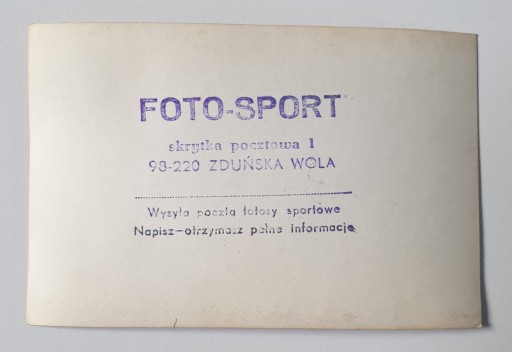 FOTO-SPORT
skrytka pocztowa 1
98-220 ZDUŃSKA WOLA
Wysyła pocztą fotosy sportowe
Napisz-otrzymasz pełne informacje